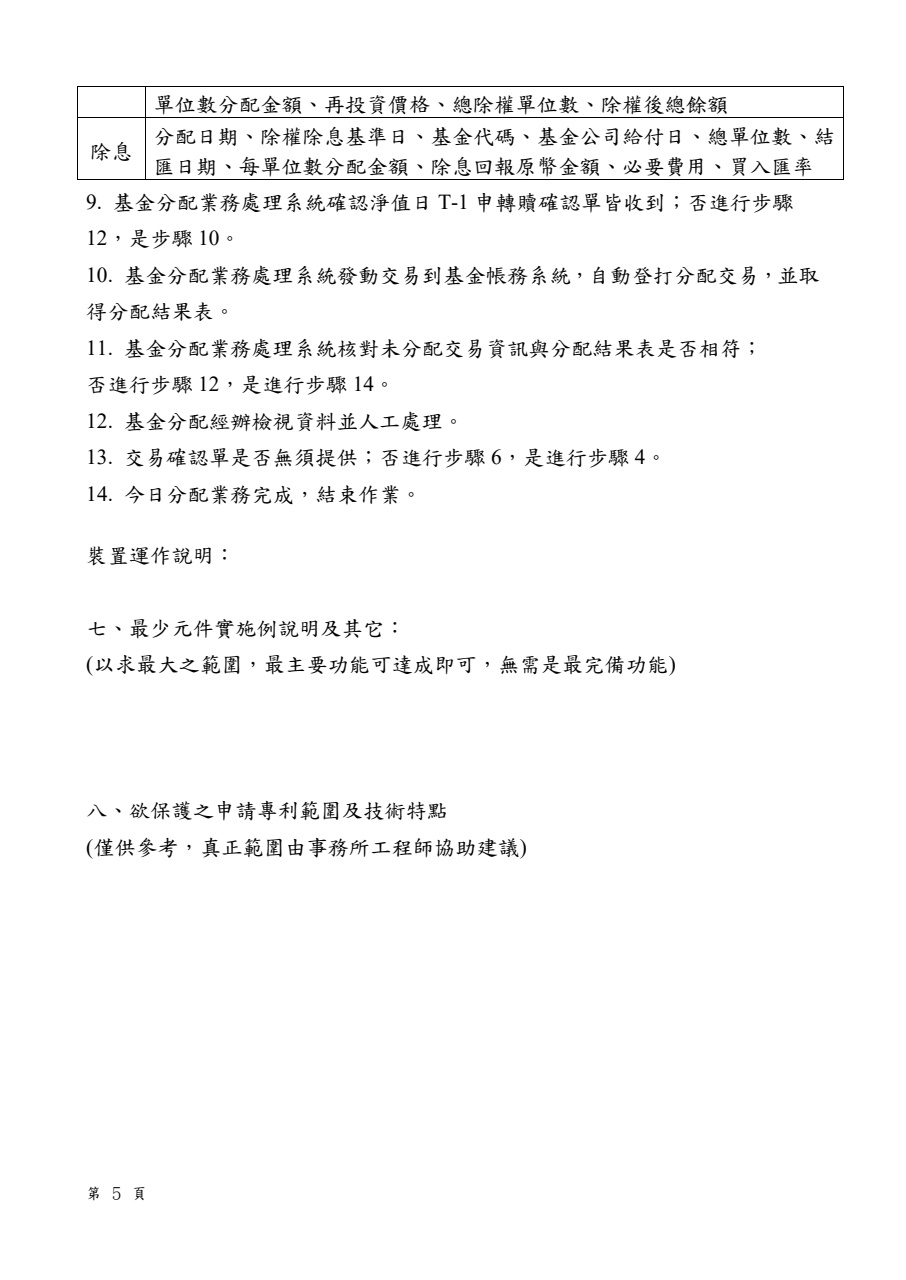 單位數分配金額、再投資價格、總除權單位數、除權後總餘額
除息
分配日期、除權除息基準日、基金代碼、基金公司給付日、總單位數、結
匯日期、每單位數分配金額、除息回報原幣金額、必要費用、買入匯率
9. 基金分配業務處理系統確認淨值日 T-1 申轉贖確認單皆收到；否進行步驟
12，是步驟 10。
10. 基金分配業務處理系統發動交易到基金帳務系統，自動登打分配交易，並取
得分配結果表。
11. 基金分配業務處理系統核對未分配交易資訊與分配結果表是否相符；
否進行步驟 12，是進行步驟 14。
12. 基金分配經辦檢視資料並人工處理。
13. 交易確認單是否無須提供；否進行步驟 6，是進行步驟 4。
14. 今日分配業務完成，結束作業。
裝置運作說明：
七、最少元件實施例說明及其它：
(以求最大之範圍，最主要功能可達成即可，無需是最完備功能)
八、欲保護之申請專利範圍及技術特點
(僅供參考，真正範圍由事務所工程師協助建議)
第 5 頁